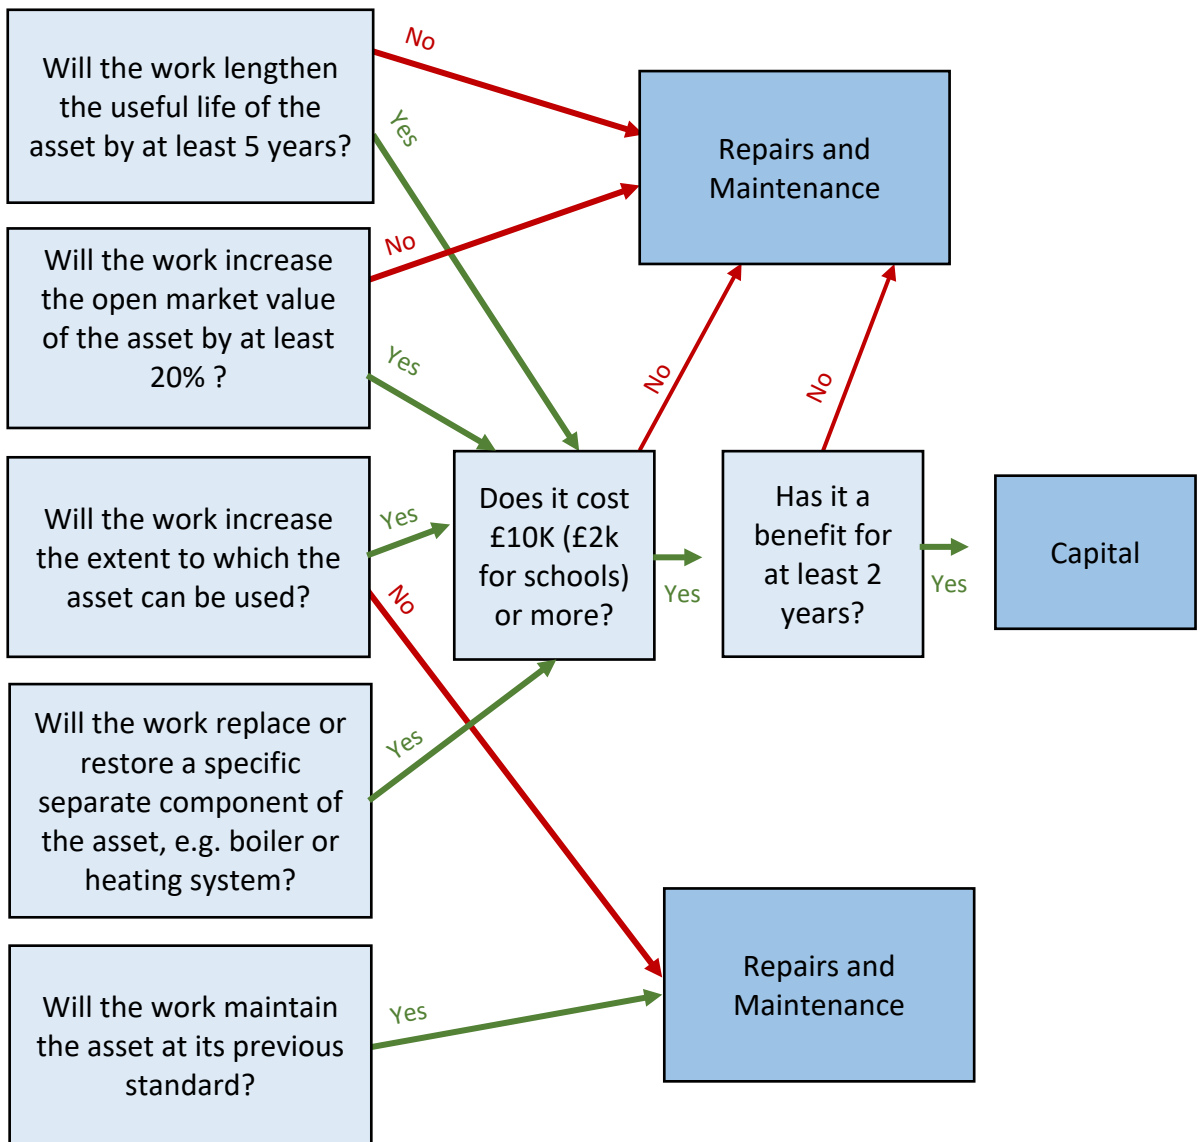 Will the work lengthen
the useful life of the
asset by at least 5 years?
No
Yes
Repairs and
Maintenance
Will the work increase
the open market value
of the asset by at least
20% ?
No
Yes
No
No
Will the work increase
the extent to which the
asset can be used?
Yes
No
Does it cost
£10K (£2k
for schools)
or more?
Yes
Has it a
benefit for
at least 2
years?
Yes
Capital
Will the work replace or
restore a specific
separate component of
the asset, e.g. boiler or
heating system?
Yes
Will the work maintain
the asset at its previous
standard?
Yes
Repairs and
Maintenance